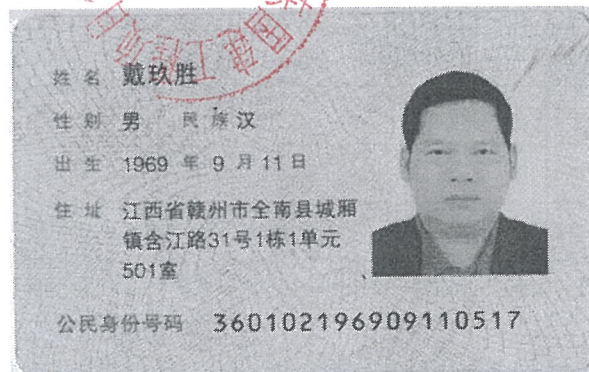 姓名 戴玖胜
性别 男 民族 汉
出生 1969 年 9 月 11 日
住址 江西省赣州市全南县城厢
镇含江路31号1栋1单元
501室
公民身份号码 360102196909110517